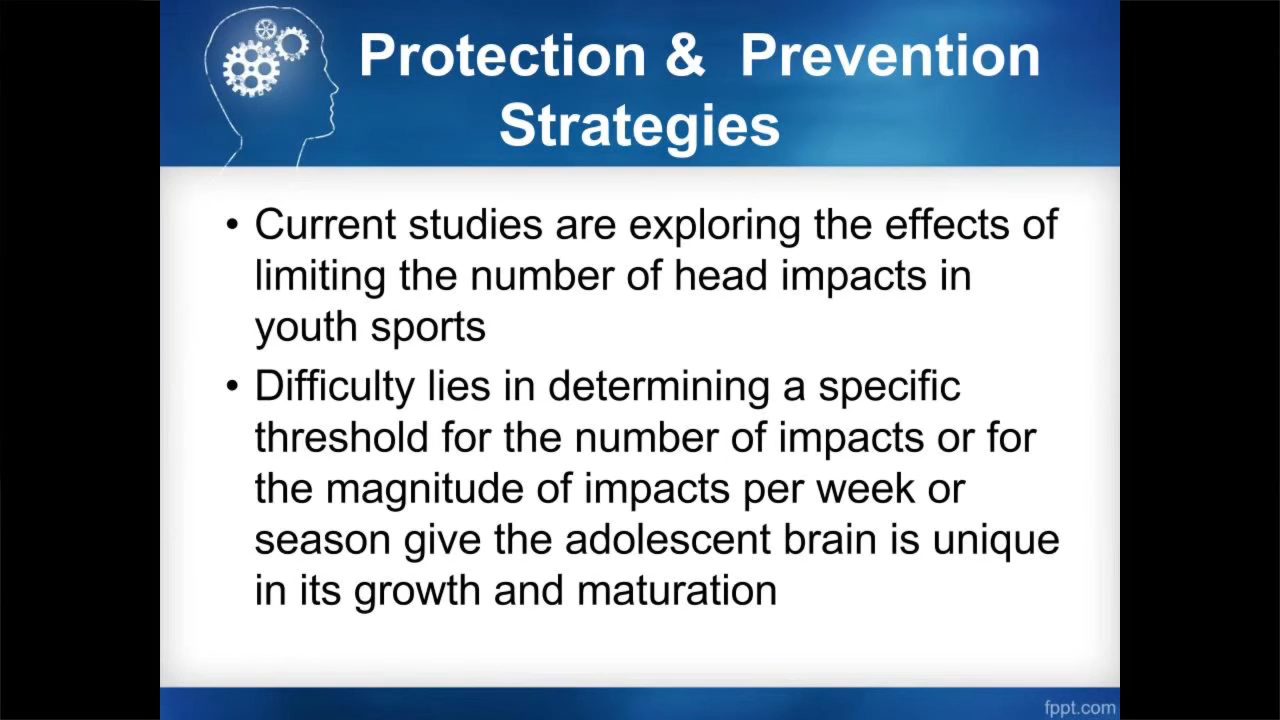 Protection &  Prevention
Strategies
• Current studies are exploring the effects of
limiting the number of head impacts in
youth sports
• Difficulty lies in determining a specific
threshold for the number of impacts or for
the magnitude of impacts per week or
season give the adolescent brain is unique
in its growth and maturation
fppt.com